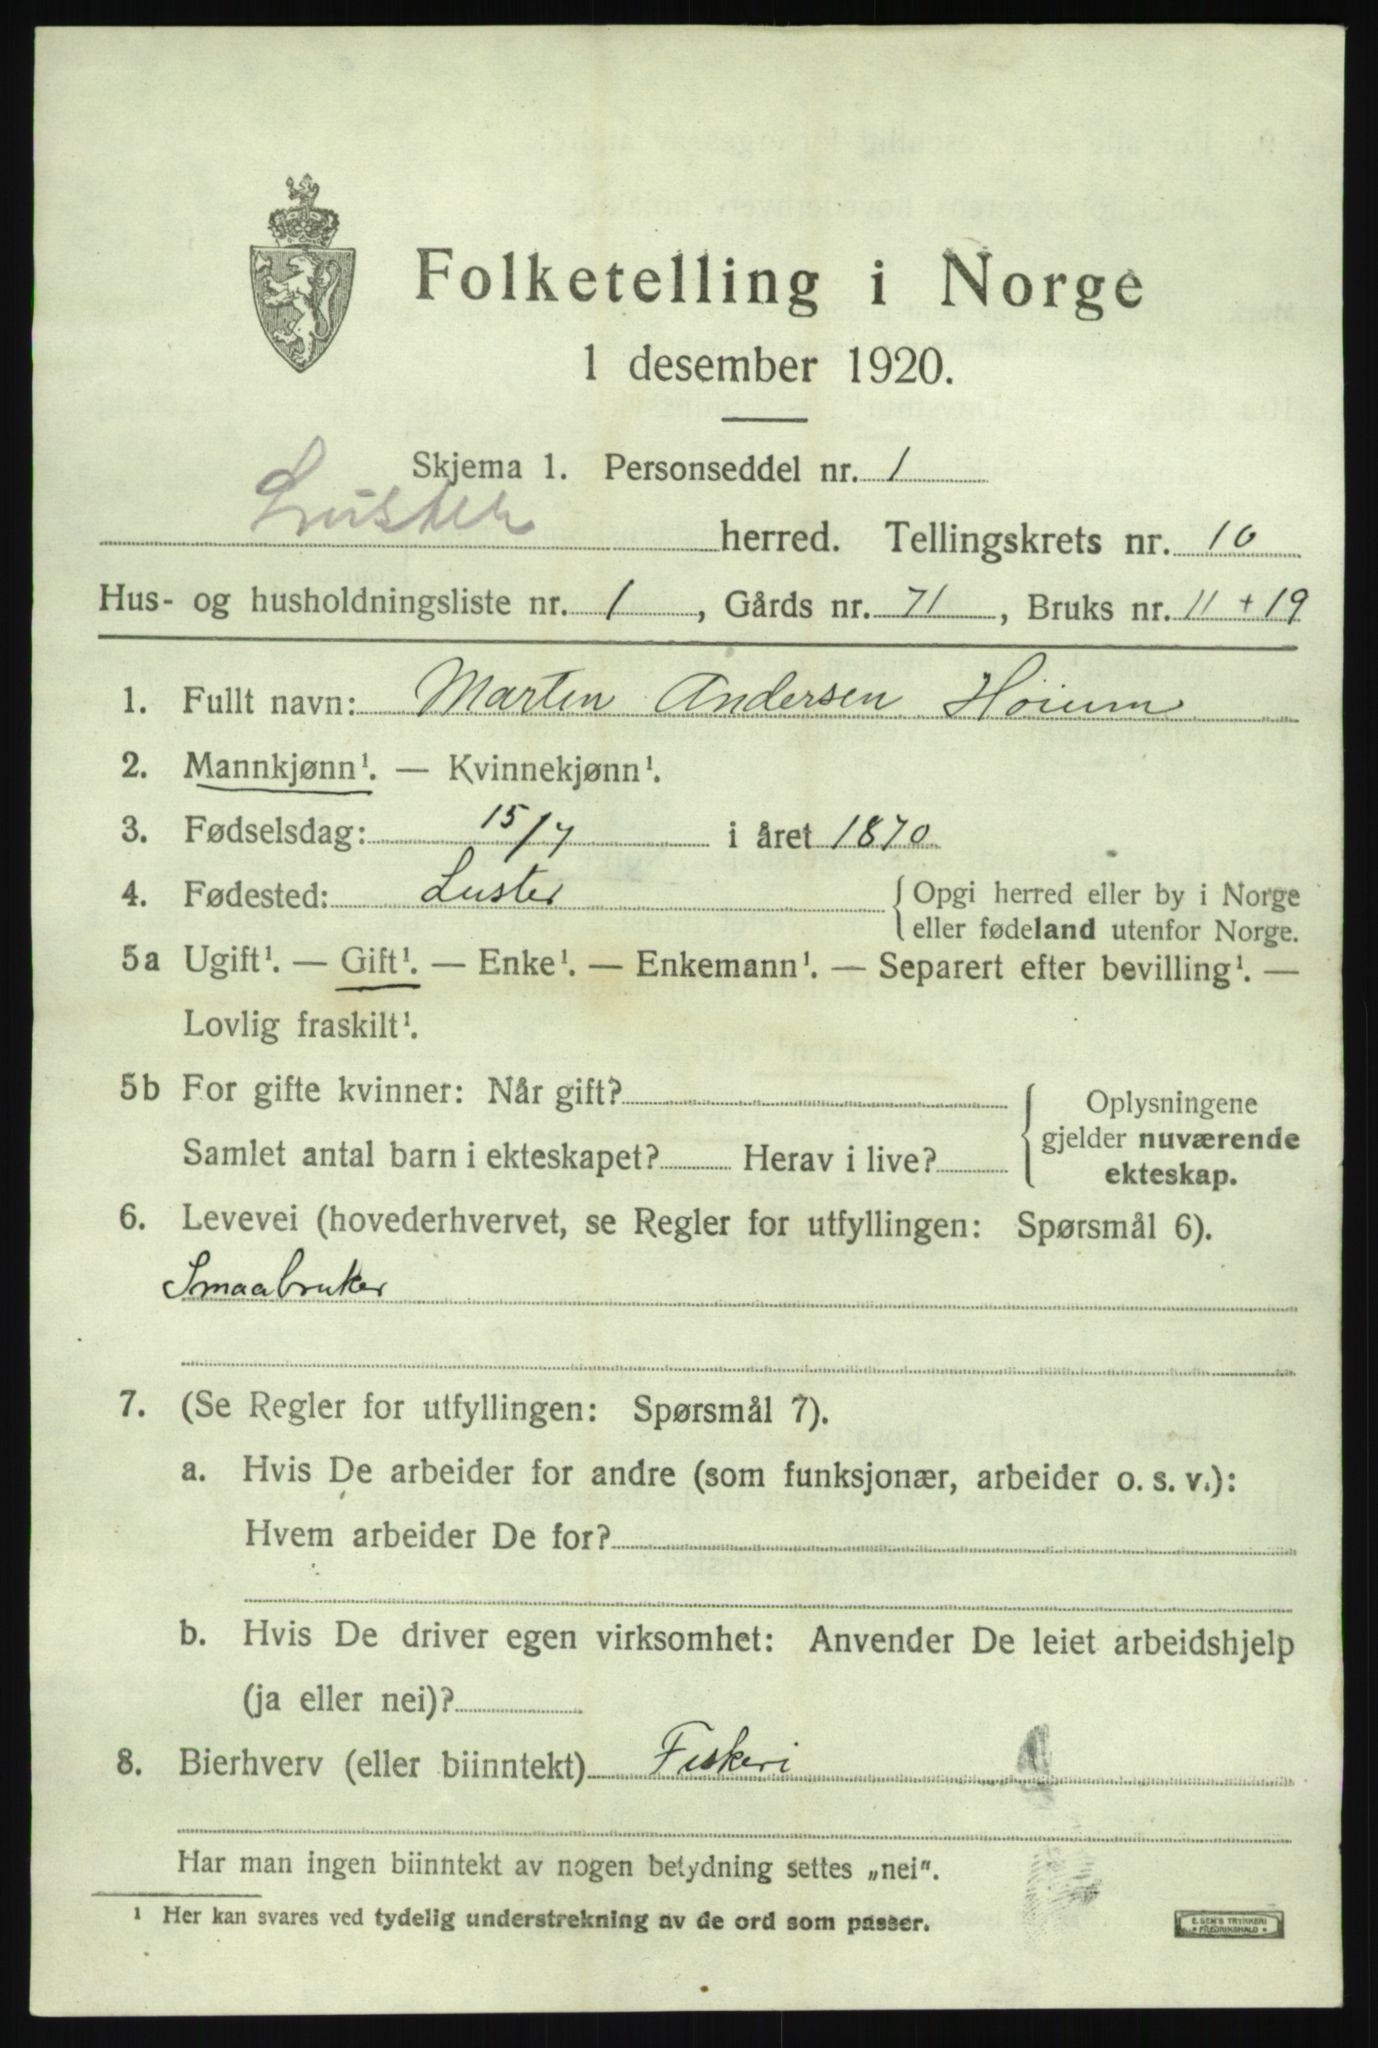 Folketelling i Norge
1 desember 1920.
Skjema 1. Personseddel nr. 1
Luster herred. Tellingskrets nr. 10
Hus- og husholdningsliste nr. 1, Gårds nr. 71, Bruks nr. 11 + 19
1. Fullt navn: Marten Andersen Høium
2. Mannkjønn¹. — Kvinnekjønn¹.
3. Fødselsdag: 15/7 i året 1870
4. Fødested: Luster { Opgi herred eller by i Norge
eller fødeland utenfor Norge.
5a Ugift¹. — Gift¹. — Enke¹. — Enkemann¹. — Separert efter bevilling¹. —
Lovlig fraskilt¹.
5b For gifte kvinner: Når gift?
Samlet antal barn i ekteskapet? Herav i live?
{ Oplysningene
gjelder nuværende
ekteskap.
6. Levevei (hovederhvervet, se Regler for utfyllingen: Spørsmål 6).
Smaabruker
7. (Se Regler for utfyllingen: Spørsmål 7).
a. Hvis De arbeider for andre (som funksjonær, arbeider o. s. v.):
Hvem arbeider De for?
b. Hvis De driver egen virksomhet: Anvender De leiet arbeidshjelp
(ja eller nei)?
8. Bierhverv (eller biinntekt) Fiskeri
Har man ingen biinntekt av nogen betydning settes „nei".
¹ Her kan svares ved tydelig understrekning av de ord som passer.
E. SEM'S TRYKKERI
FREDRIKSHALD